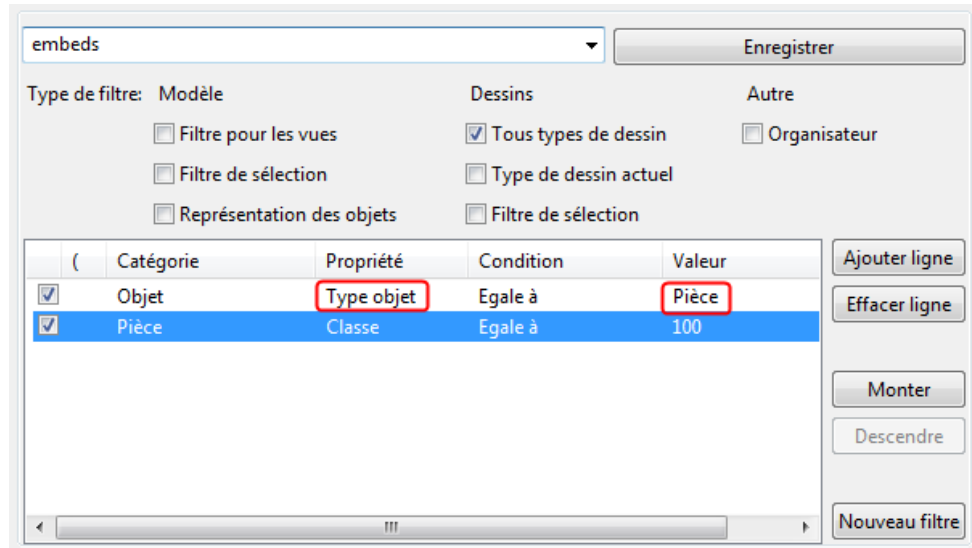 embeds
Enregistrer
Type de filtre: Modèle Dessins Autre
Filtre pour les vues Tous types de dessin Organisateur
Filtre de sélection Type de dessin actuel
Représentation des objets Filtre de sélection
( Catégorie Propriété Condition Valeur
Ajouter ligne
Objet Type objet Egale à Pièce
Effacer ligne
Pièce Classe Egale à 100
Monter
Descendre
Nouveau filtre